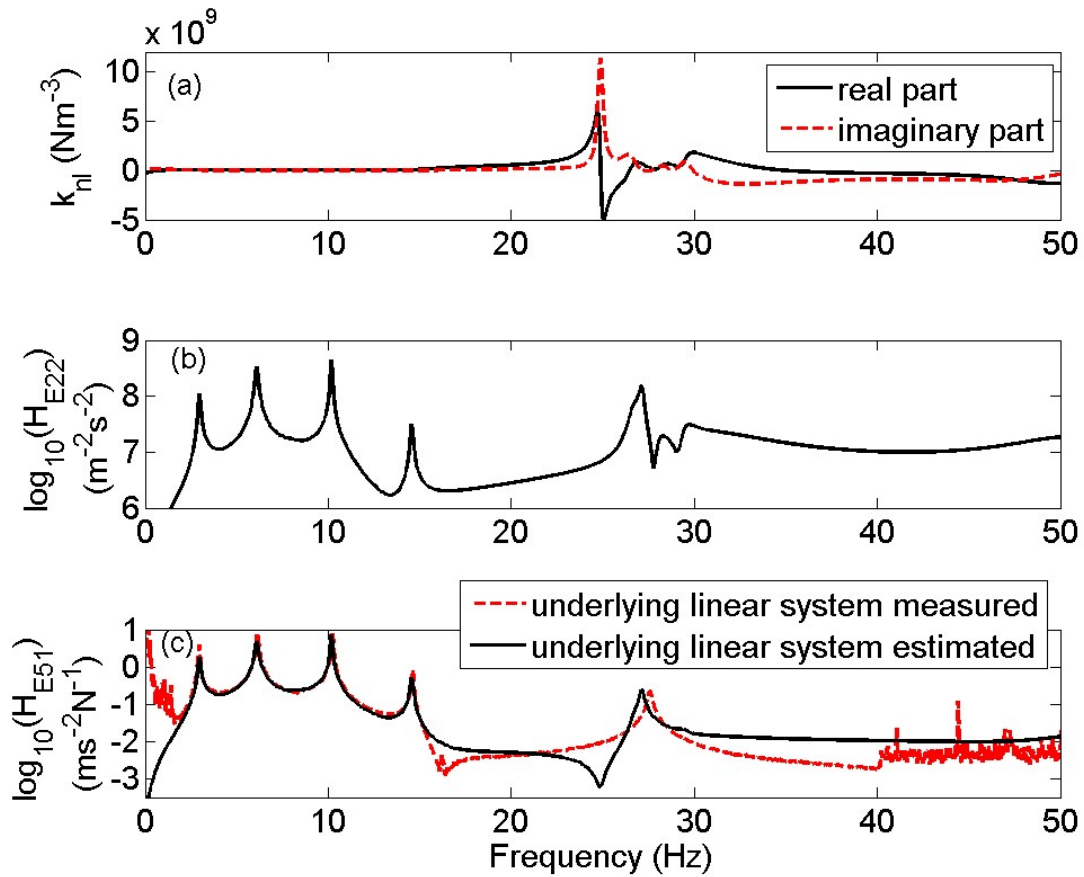 x 10^9
10
5
0
-5
k_nl (Nm^-3)
(a)
real part
imaginary part
0 10 20 30 40 50
9
8
7
6
log_10(H_E22)
(m^-2s^-2)
(b)
0 10 20 30 40 50
underlying linear system measured
underlying linear system estimated
1
0
-1
-2
-3
log_10(H_E51)
(ms^-2N^-1)
(c)
0 10 20 30 40 50
Frequency (Hz)